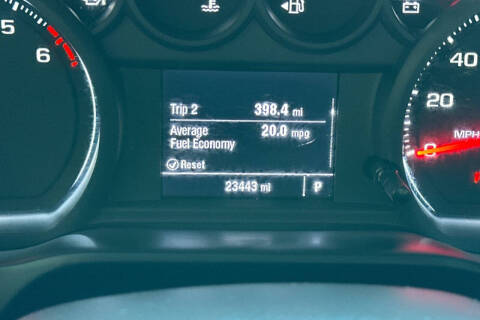 5
6
Trip 2 398.4 mi
Average 20.0 mpg
Fuel Economy
Reset
23443 mi P
40
20
0
MPH